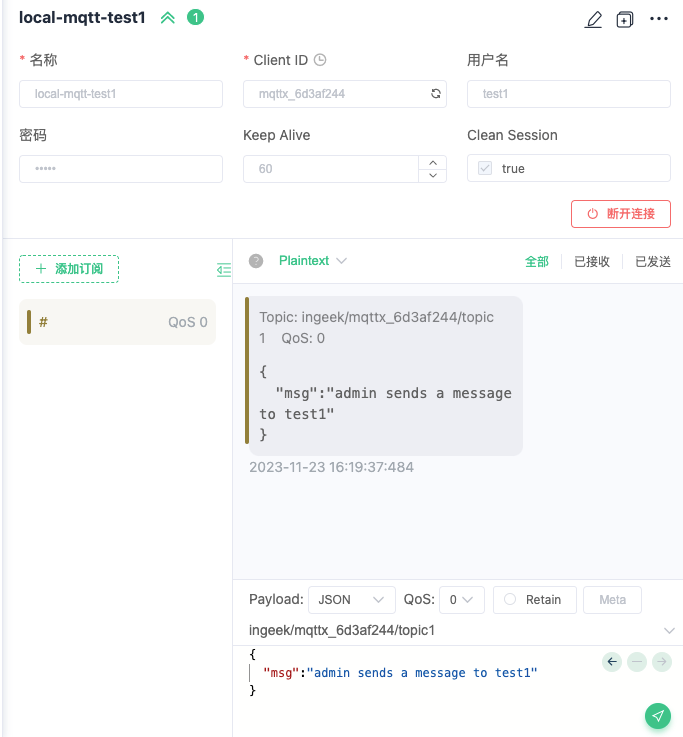 local-mqtt-test1 1
* 名称
* Client ID
用户名
local-mqtt-test1
mqttx_6d3af244
test1
密码
Keep Alive
Clean Session
•••••
60
true
断开连接
+ 添加订阅
? Plaintext
全部
已接收
已发送
# QoS 0
Topic: ingeek/mqttx_6d3af244/topic
1 QoS: 0
{
"msg":"admin sends a message
to test1"
}
2023-11-23 16:19:37:484
Payload: JSON QoS: 0 Retain Meta
ingeek/mqttx_6d3af244/topic1
{
"msg":"admin sends a message to test1"
}